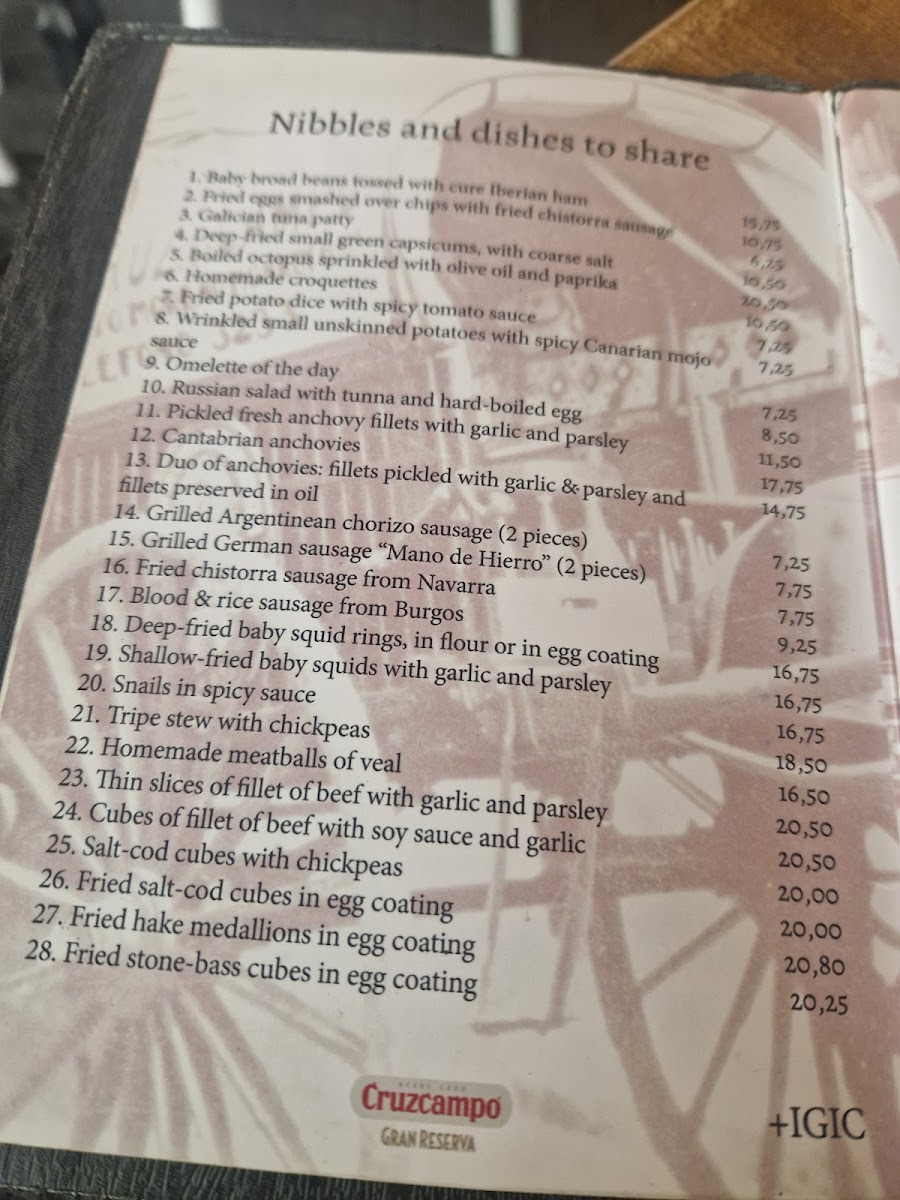 Nibbles and dishes to share
1. Baby broad beans tossed with cure Iberian ham 15,75
2. Fried eggs smashed over chips with fried chistorra sausage 10,75
3. Galician tuna patty 6,25
4. Deep-fried small green capsicums, with coarse salt 10,50
5. Boiled octopus sprinkled with olive oil and paprika 20,50
6. Homemade croquettes 10,50
7. Fried potato dice with spicy tomato sauce 7,25
8. Wrinkled small unskinned potatoes with spicy Canarian mojo 7,25
sauce
9. Omelette of the day 7,25
10. Russian salad with tunna and hard-boiled egg 8,50
11. Pickled fresh anchovy fillets with garlic and parsley 11,50
12. Cantabrian anchovies 17,75
13. Duo of anchovies: fillets pickled with garlic & parsley and 14,75
fillets preserved in oil
14. Grilled Argentinean chorizo sausage (2 pieces) 7,25
15. Grilled German sausage “Mano de Hierro” (2 pieces) 7,75
16. Fried chistorra sausage from Navarra 7,75
17. Blood & rice sausage from Burgos 9,25
18. Deep-fried baby squid rings, in flour or in egg coating 16,75
19. Shallow-fried baby squids with garlic and parsley 16,75
20. Snails in spicy sauce 16,75
21. Tripe stew with chickpeas 18,50
22. Homemade meatballs of veal 16,50
23. Thin slices of fillet of beef with garlic and parsley 20,50
24. Cubes of fillet of beef with soy sauce and garlic 20,50
25. Salt-cod cubes with chickpeas 20,00
26. Fried salt-cod cubes in egg coating 20,00
27. Fried hake medallions in egg coating 20,80
28. Fried stone-bass cubes in egg coating 20,25
Cruzcampo
GRAN RESERVA
+IGIC